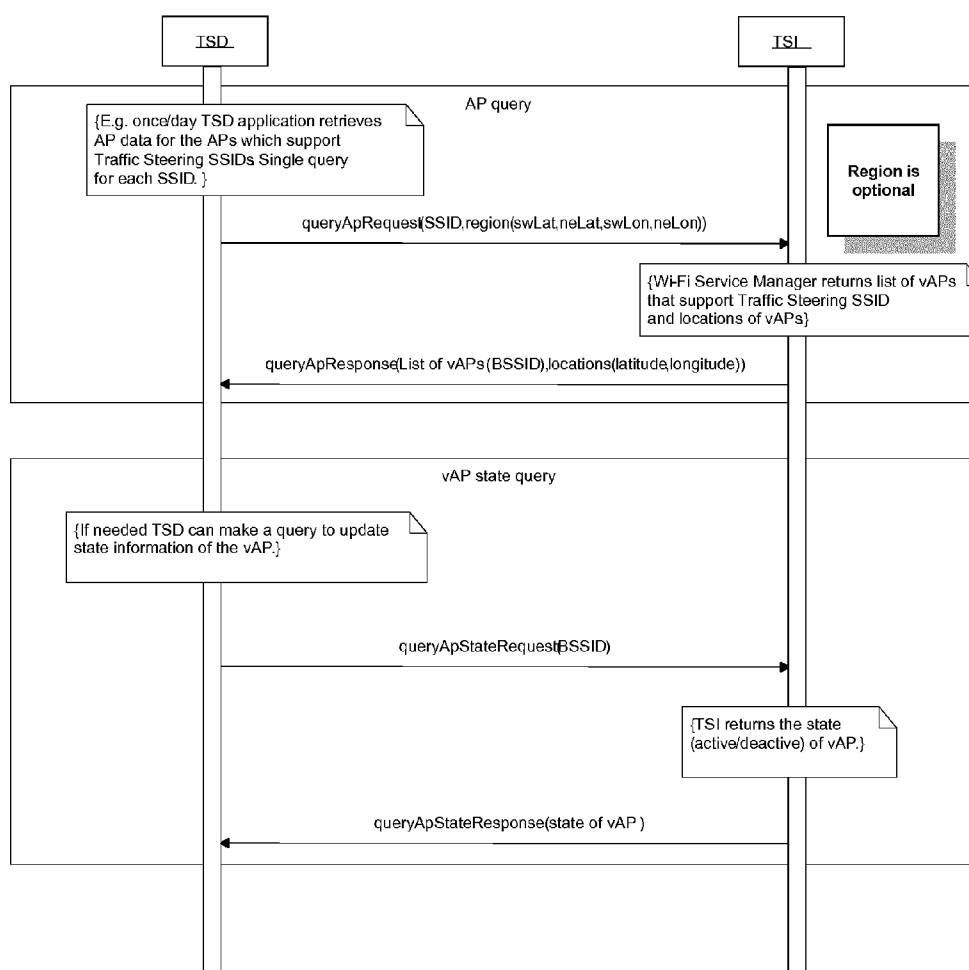 TSD
TSI
AP query
{E.g. once/day TSD application retrieves
AP data for the APs which support
Traffic Steering SSIDs Single query
for each SSID. }
Region is
optional
queryApRequest(SSID,region(swLat,neLat,swLon,neLon))
{Wi-Fi Service Manager returns list of vAPs
that support Traffic Steering SSID
and locations of vAPs.}
queryApResponse(List of vAPs (BSSID),locations(latitude,longitude))
vAP state query
{If needed TSD can make a query to update
state information of the vAP.}
queryApStateRequest(BSSID)
{TSI returns the state
(active/deactive) of vAP.}
queryApStateResponse(state of vAP )